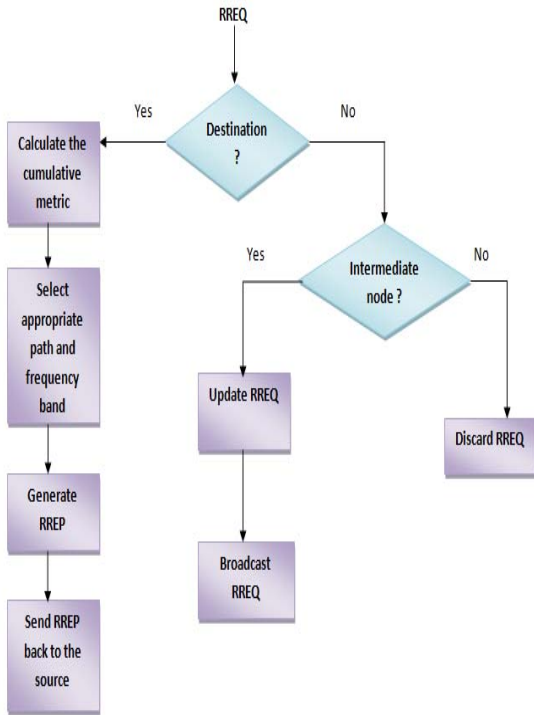 RREQ
Yes
Destination
?
No
Calculate the
cumulative
metric
Yes
Intermediate
node ?
No
Select
appropriate
path and
frequency
band
Update RREQ
Discard RREQ
Generate
RREP
Broadcast
RREQ
Send RREP
back to the
source